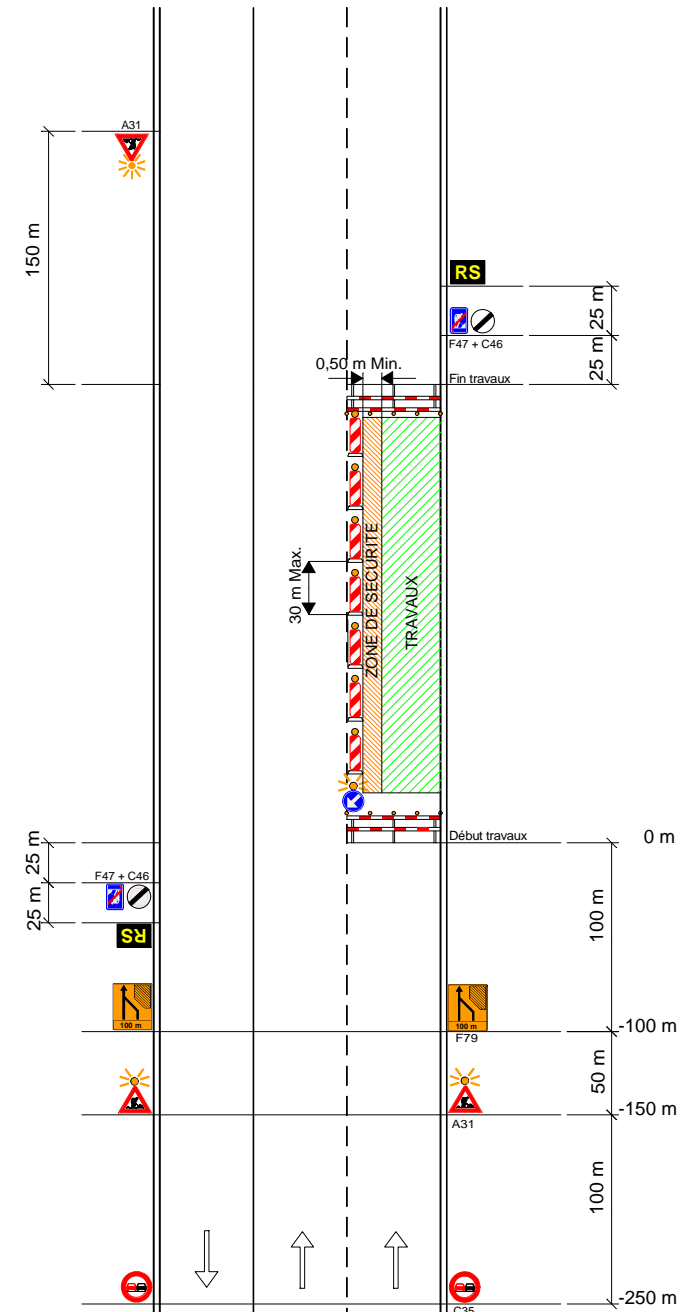 A31
150 m
RS
25 m
F47 + C46
25 m
0,50 m Min.
Fin travaux
30 m Max.
ZONE DE SECURITE
TRAVAUX
Début travaux
0 m
25 m
F47 + C46
25 m
RS
100 m
100 m
100 m
-100 m
F79
50 m
-150 m
A31
100 m
-250 m
C35